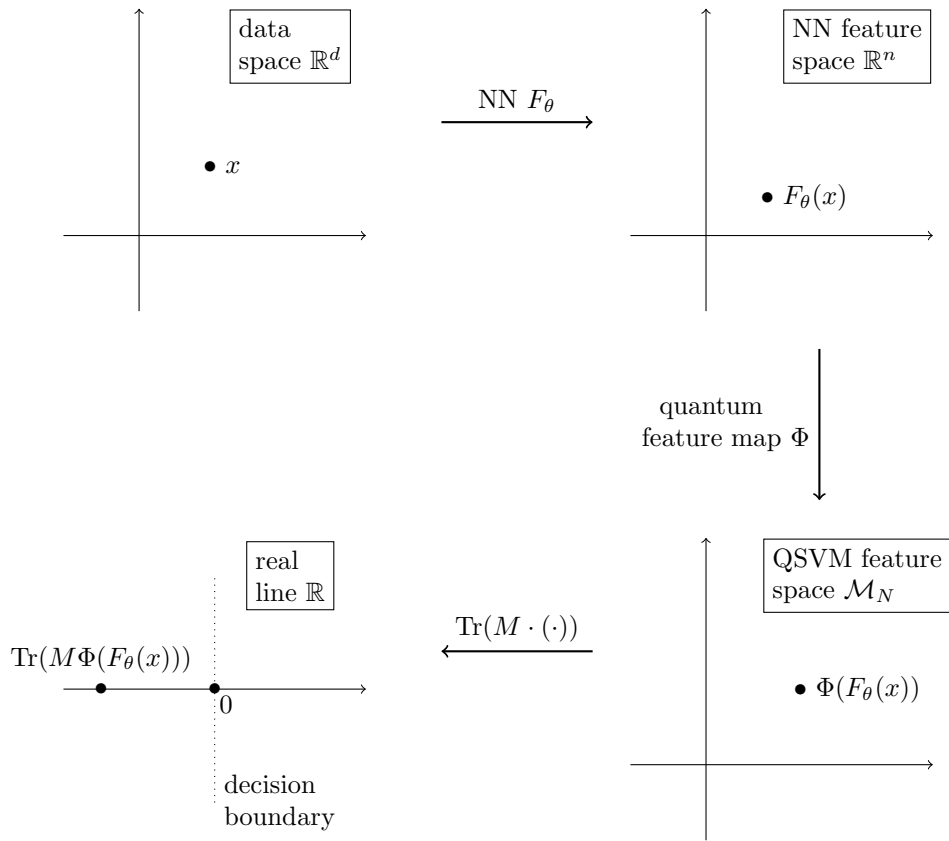 data
space ℝ^d
NN feature
space ℝ^n
NN F_θ
x
F_θ(x)
quantum
feature map Φ
real
line ℝ
QSVM feature
space ℳ_N
Tr(M · (·))
Tr(MΦ(F_θ(x)))
Φ(F_θ(x))
0
decision
boundary